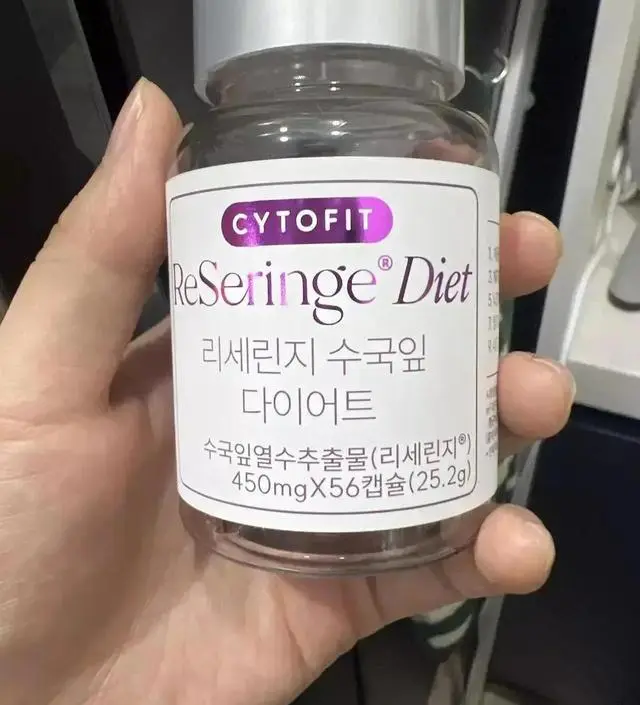 CYTOFIT
ReSeringe® Diet
리세린지 수국잎
다이어트
수국잎열수추출물(리세린지®)
450mgX56캡슐(25.2g)